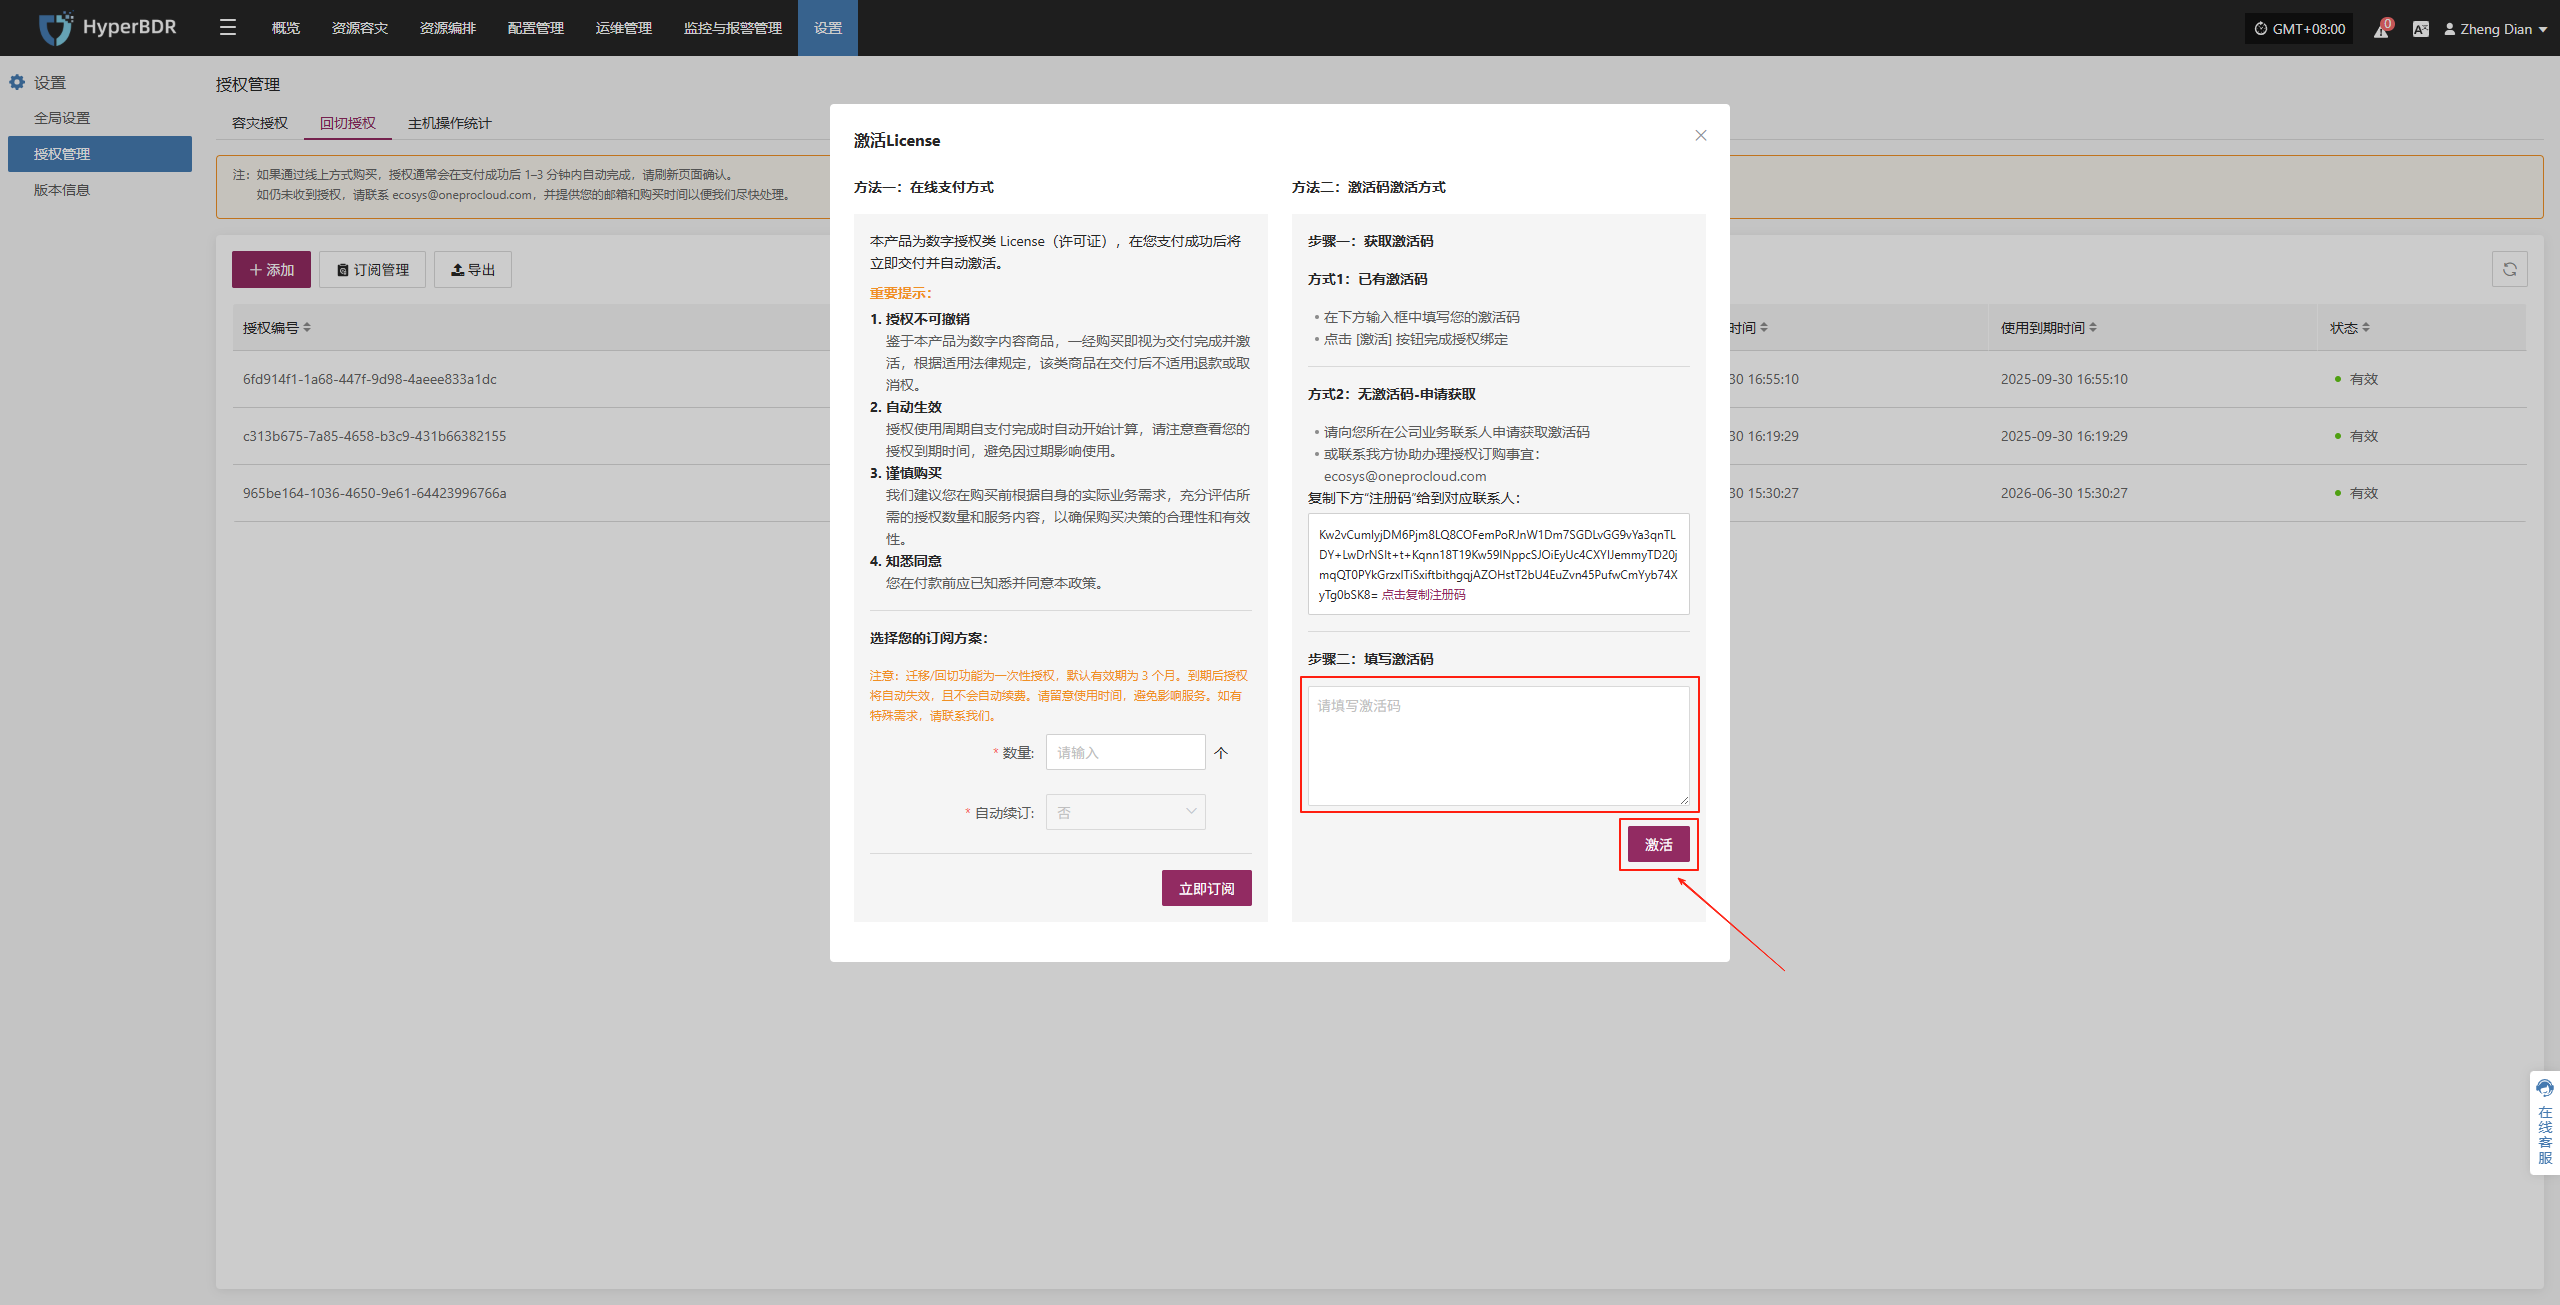 HyperBDR
概览
资源容灾
资源编排
配置管理
运维管理
监控与报警管理
设置
GMT+08:00
0
Zheng Dian
设置
全局设置
授权管理
版本信息
授权管理
容灾授权
回切授权
主机操作统计
注：如果通过线上方式购买，授权通常会在支付成功后 1–3 分钟内自动完成，请刷新页面确认。
如仍未收到授权，请联系 ecosys@oneprocloud.com，并提供您的邮箱和购买时间以便我们尽快处理。
添加
订阅管理
导出
授权编号
时间
使用到期时间
状态
6fd914f1-1a68-447f-9d98-4aeee833a1dc
30 16:55:10
2025-09-30 16:55:10
有效
c313b675-7a85-4658-b3c9-431b66382155
30 16:19:29
2025-09-30 16:19:29
有效
965be164-1036-4650-9e61-64423996766a
30 15:30:27
2026-06-30 15:30:27
有效
激活License
方法一：在线支付方式
本产品为数字授权类 License（许可证），在您支付成功后将
立即交付并自动激活。
重要提示：
1. 授权不可撤销
鉴于本产品为数字内容商品，一经购买即视为交付完成并激
活，根据适用法律规定，该类商品在交付后不适用退款或取
消权。
2. 自动生效
授权使用周期自支付完成时自动开始计算，请注意查看您的
授权到期时间，避免因过期影响使用。
3. 谨慎购买
我们建议您在购买前根据自身的实际业务需求，充分评估所
需的授权数量和服务内容，以确保购买决策的合理性和有效
性。
4. 知悉同意
您在付款前应已知悉并同意本政策。
选择您的订阅方案：
注意：迁移/回切功能为一次性授权，默认有效期为 3 个月。到期后授权
将自动失效，且不会自动续费。请留意使用时间，避免影响服务。如有
特殊需求，请联系我们。
* 数量: 请输入 个
* 自动续订: 否
立即订阅
方法二：激活码激活方式
步骤一：获取激活码
方式1：已有激活码
• 在下方输入框中填写您的激活码
• 点击 [激活] 按钮完成授权绑定
方式2：无激活码-申请获取
• 请向您所在公司业务联系人申请获取激活码
• 或联系我方协助办理授权订购事宜：
ecosys@oneprocloud.com
复制下方“注册码”给到对应联系人：
Kw2vCumlyjDM6Pjm8LQ8COFemPoRJnW1Dm7SGDLvGG9vYa3qnTL
DY+LwDrNSIt+t+Kqnn18T19Kw59INppcSJOiEyUc4CXYlJemmyTD20j
mqQT0PYkGrzxlTiSxiftbithgqjAZOHstT2bU4EuZvn45PufwCmYyb74X
yTg0bSK8= 点击复制注册码
步骤二：填写激活码
请填写激活码
激活
在线客服